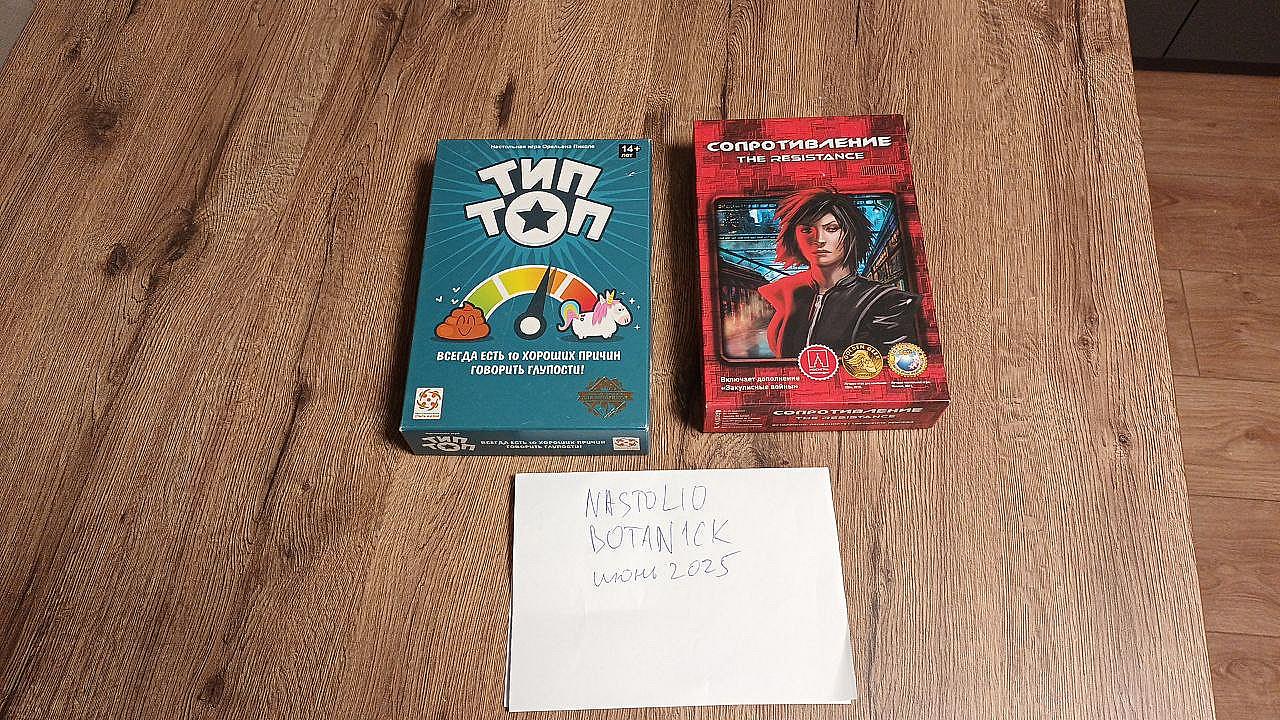 Настольная игра Орельена Пиколе
14+
лет
ТИП
ТОП
ВСЕГДА ЕСТЬ 10 ХОРОШИХ ПРИЧИН
ГОВОРИТЬ ГЛУПОСТИ!
ТИП
ТОП
ВСЕГДА ЕСТЬ 10 ХОРОШИХ ПРИЧИН
ГОВОРИТЬ ГЛУПОСТИ!
СОПРОТИВЛЕНИЕ
THE RESISTANCE
Включает дополнение
«Закулисные войны»
СОПРОТИВЛЕНИЕ
THE RESISTANCE
NASTOLIO
BOTAN1CK
июнь 2025